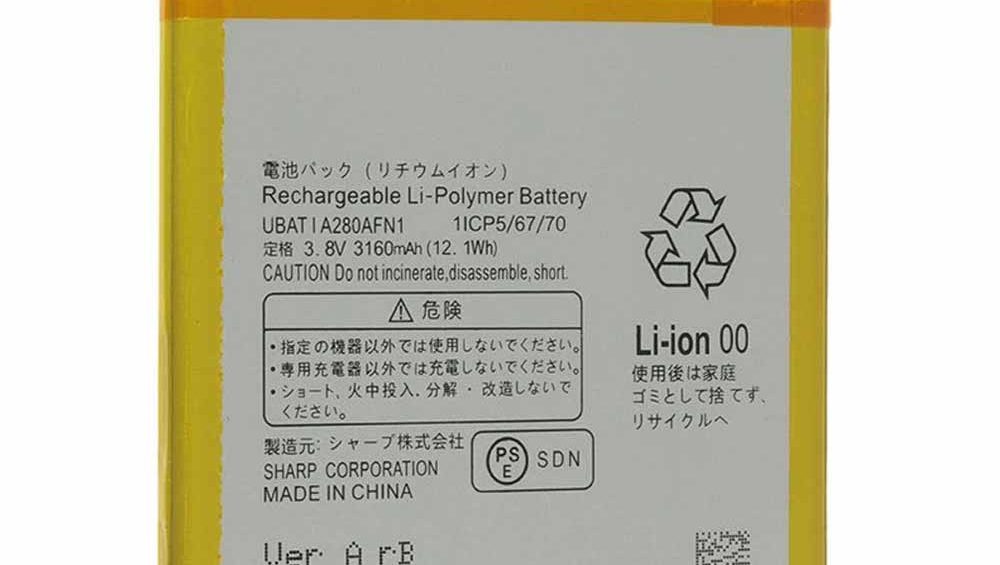 電池パック (リチウムイオン)
Rechargeable Li-Polymer Battery
UBATIA280AFN1 1ICP5/67/70
定格 3.8V 3160mAh (12.1Wh)
CAUTION Do not incinerate,disassemble, short.
⚠ 危険
・指定の機器以外では使用しないでください。
・専用充電器以外では充電しないでください。
・ショート、火中投入.分解・改造しないで
ください。
Li-ion 00
使用後は家庭
ゴミとして捨てず、
リサイクルへ
製造元: シャープ株式会社
SHARP CORPORATION
MADE IN CHINA
PS
E
SDN
Ver A rB